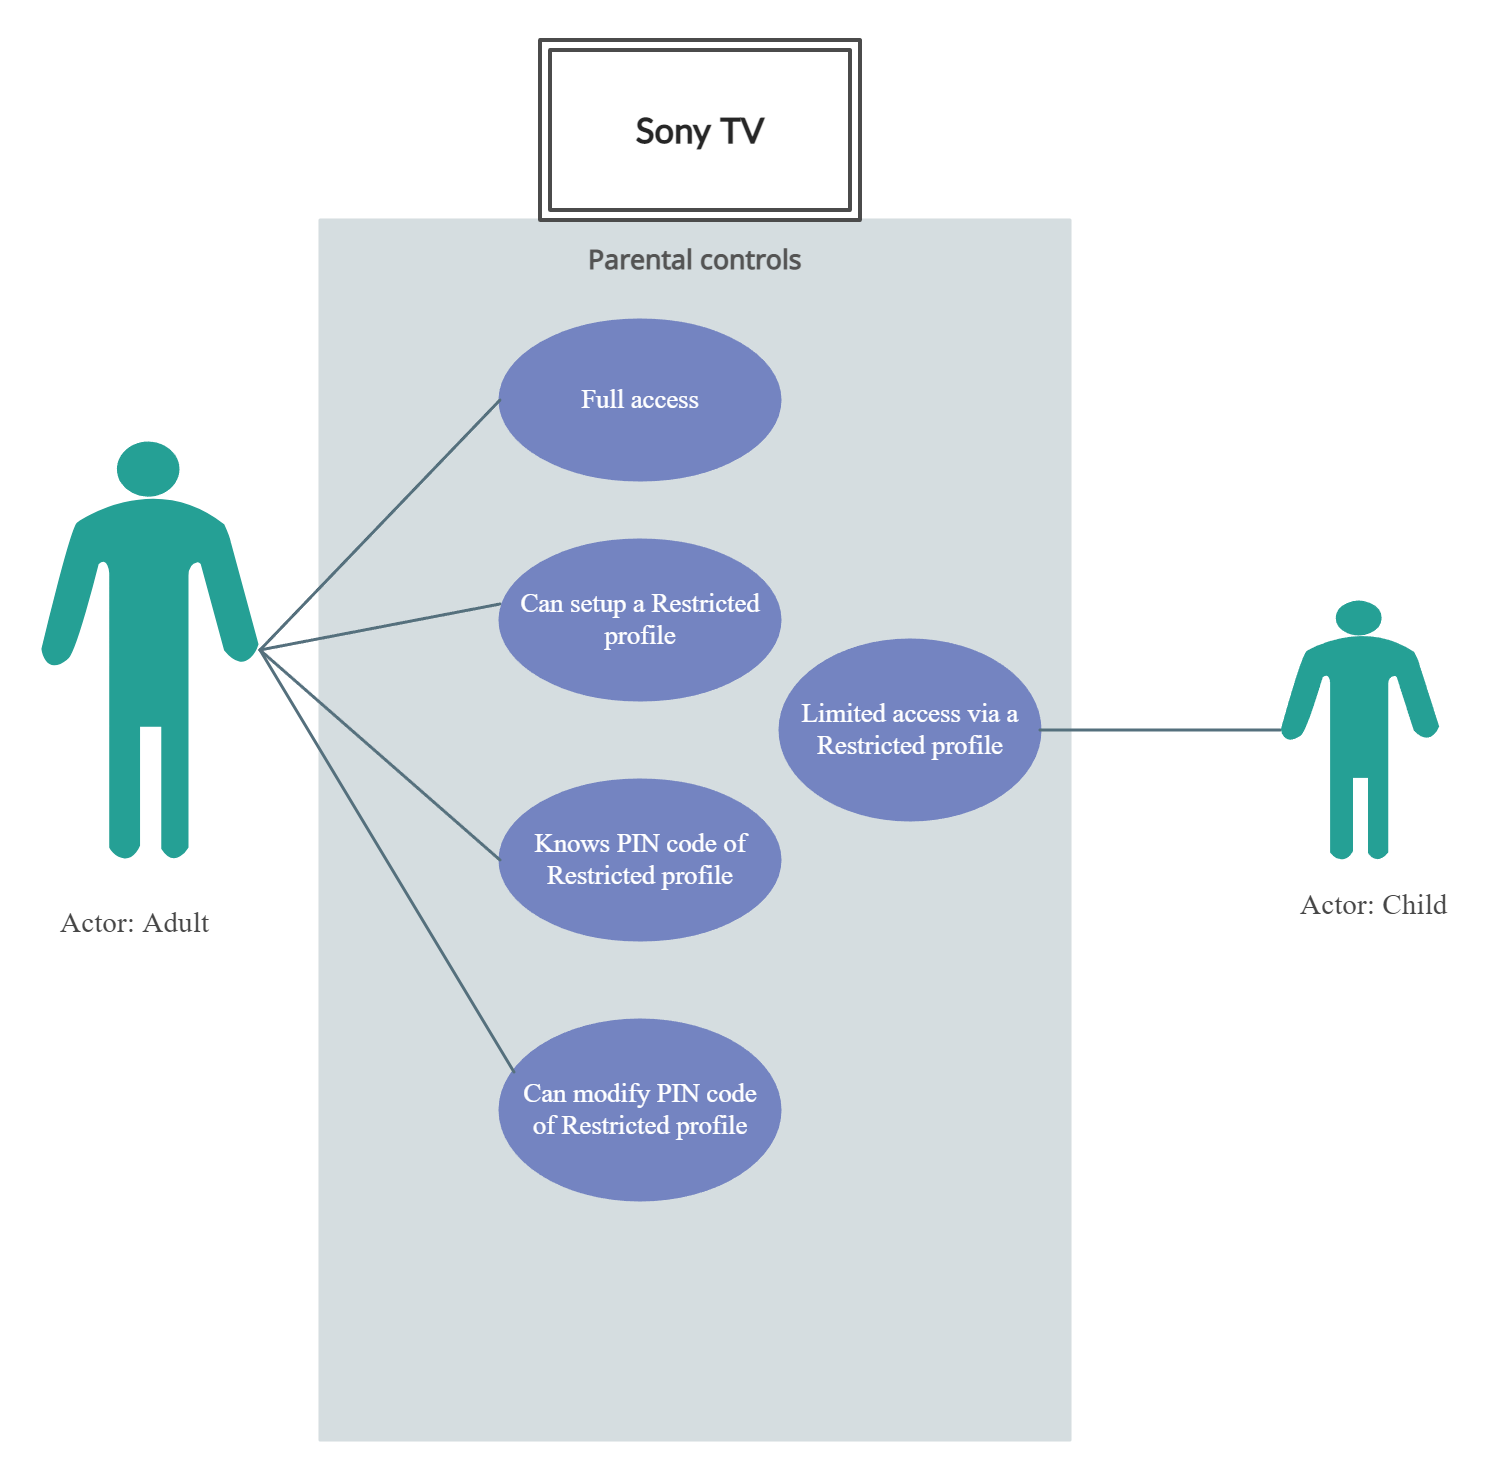 Sony TV
Parental controls
Full access
Can setup a Restricted
profile
Limited access via a
Restricted profile
Knows PIN code of
Restricted profile
Actor: Adult
Actor: Child
Can modify PIN code
of Restricted profile